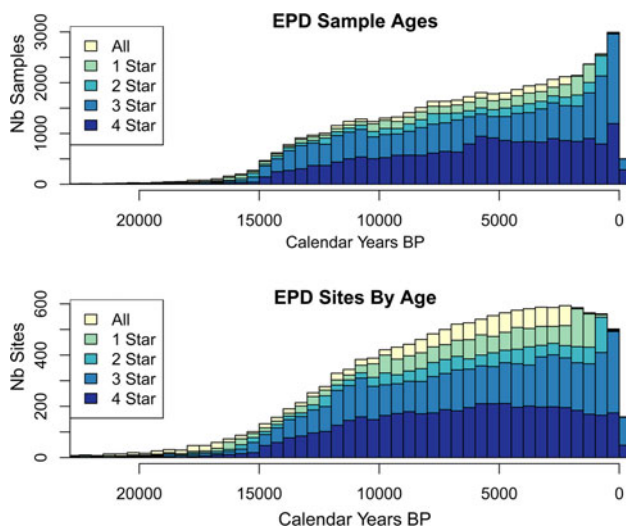 EPD Sample Ages
Nb Samples
3000
2000
1000
0
All
1 Star
2 Star
3 Star
4 Star
20000 15000 10000 5000 0
Calendar Years BP
EPD Sites By Age
Nb Sites
600
400
200
0
All
1 Star
2 Star
3 Star
4 Star
20000 15000 10000 5000 0
Calendar Years BP